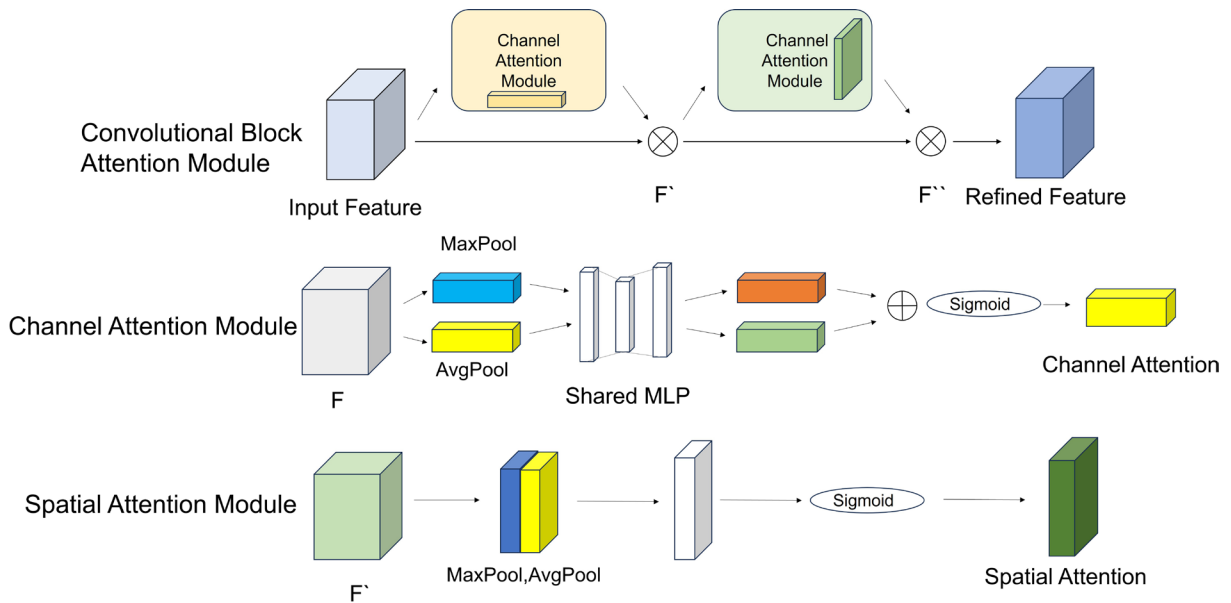 Channel
Attention
Module
Channel
Attention
Module
Convolutional Block
Attention Module
Input Feature
F`
F``
Refined Feature
MaxPool
Channel Attention Module
Sigmoid
AvgPool
Channel Attention
F
Shared MLP
Spatial Attention Module
Sigmoid
MaxPool,AvgPool
Spatial Attention
F`